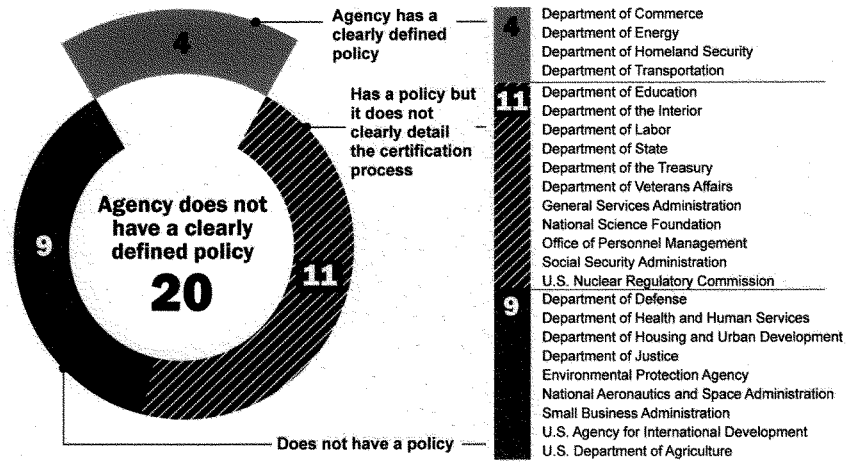 4
Agency has a
clearly defined
policy
Has a policy but
it does not
clearly detail
the certification
process
Agency does not
have a clearly
defined policy
20
9
11
Does not have a policy
4
Department of Commerce
Department of Energy
Department of Homeland Security
Department of Transportation
11
Department of Education
Department of the Interior
Department of Labor
Department of State
Department of the Treasury
Department of Veterans Affairs
General Services Administration
National Science Foundation
Office of Personnel Management
Social Security Administration
U.S. Nuclear Regulatory Commission
9
Department of Defense
Department of Health and Human Services
Department of Housing and Urban Development
Department of Justice
Environmental Protection Agency
National Aeronautics and Space Administration
Small Business Administration
U.S. Agency for International Development
U.S. Department of Agriculture